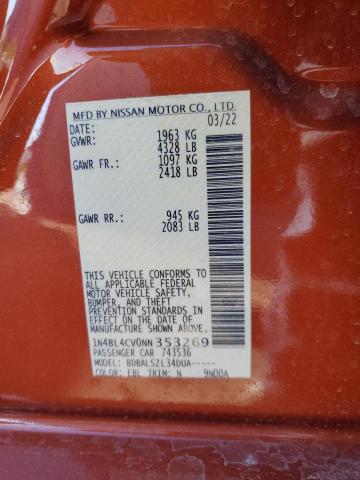 MFD BY NISSAN MOTOR CO., LTD.
03/22
GVWR: 1963 KG
4328 LB
GAWR FR.: 1097 KG
2418 LB
GAWR RR.: 945 KG
2083 LB
THIS VEHICLE CONFORMS TO
ALL APPLICABLE FEDERAL
MOTOR VEHICLE SAFETY,
BUMPER, AND THEFT
PREVENTION STANDARDS
IN EFFECT ON THE DATE OF
MANUFACTURE SHOWN ABOVE.
1N4BL4CV0NN 353269
PASSENGER CAR 743536
MODEL: BDBALSZL34DUA-----
COLOR: EBL TRIM: N 9N00A